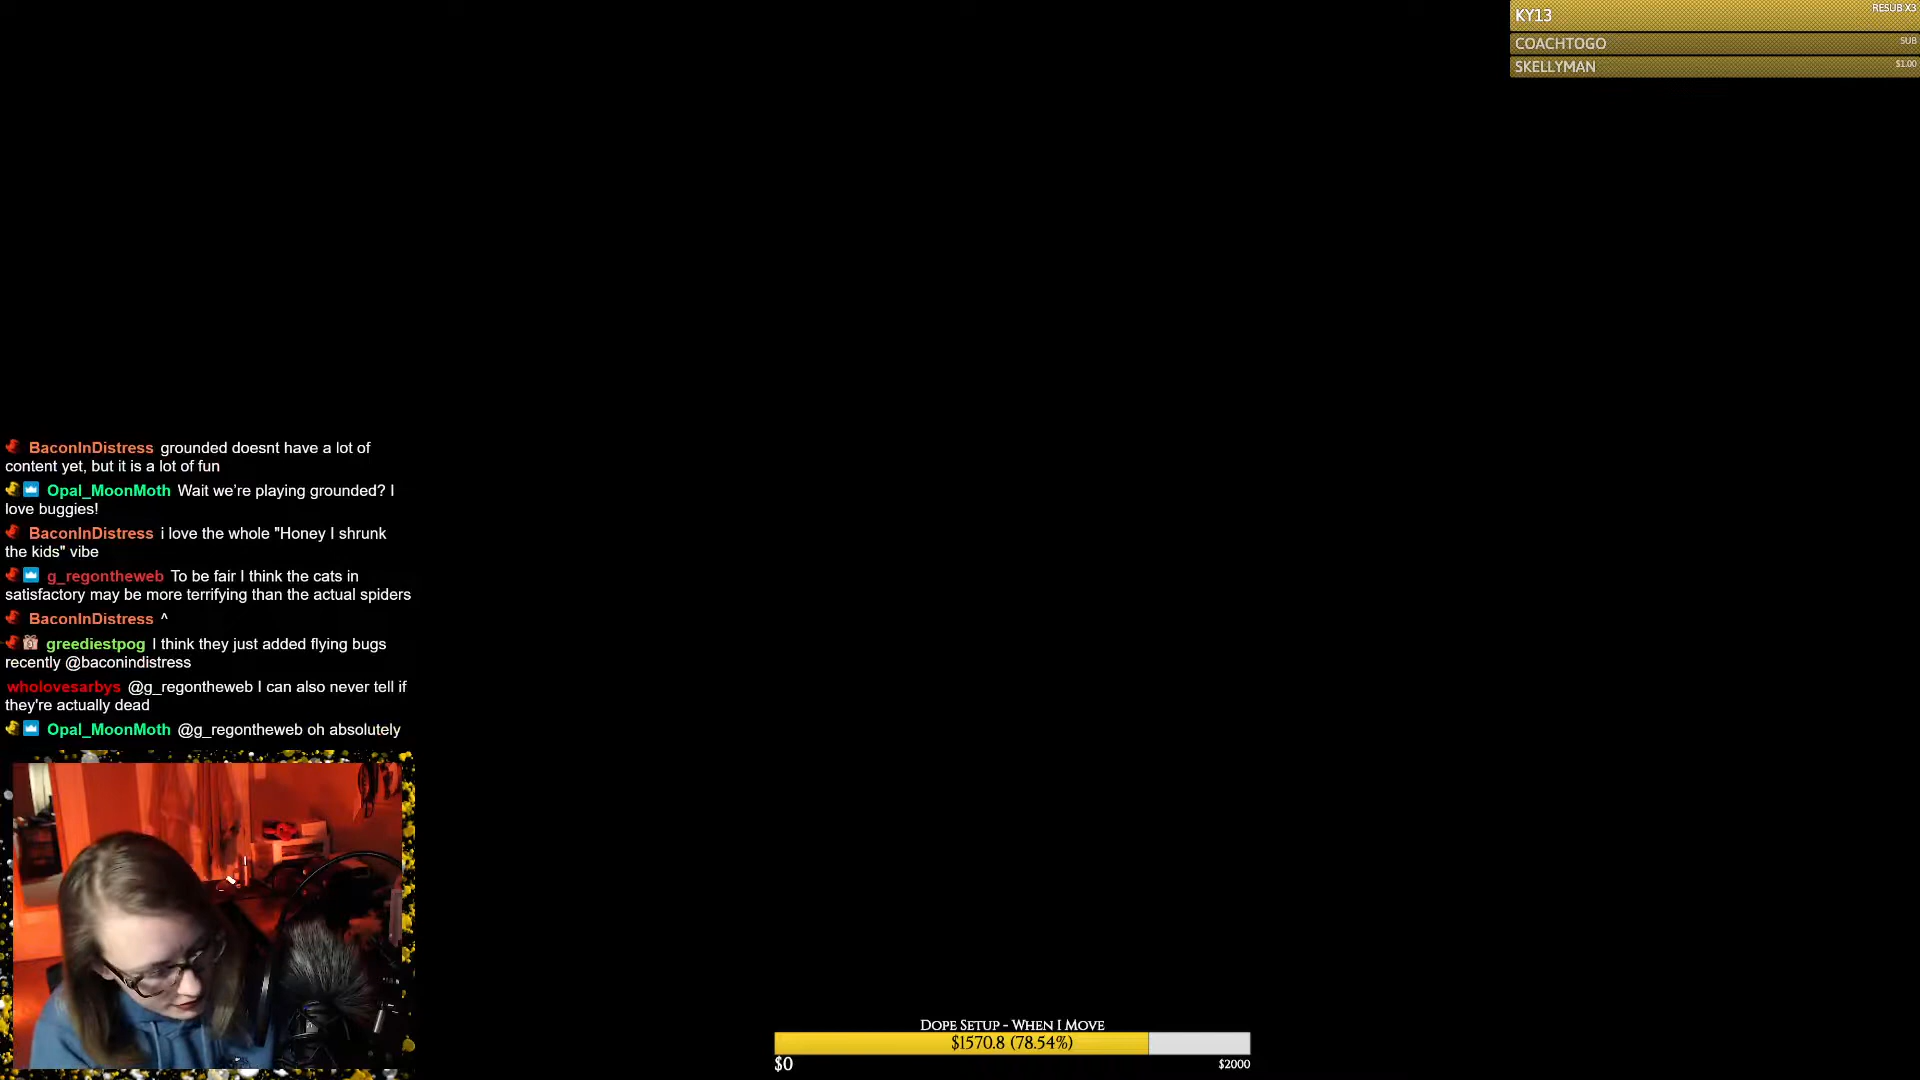 KY13 RESUB X3
COACHTOGO SUB
SKELLYMAN $1.00
BaconInDistress grounded doesnt have a lot of
content yet, but it is a lot of fun
Opal_MoonMoth Wait we’re playing grounded? I
love buggies!
BaconInDistress i love the whole "Honey I shrunk
the kids" vibe
g_regontheweb To be fair I think the cats in
satisfactory may be more terrifying than the actual spiders
BaconInDistress ^
greediestpog I think they just added flying bugs
recently @baconindistress
wholovesarbys @g_regontheweb I can also never tell if
they're actually dead
Opal_MoonMoth @g_regontheweb oh absolutely
Dope Setup - When I Move
$1570.8 (78.54%)
$0 $2000